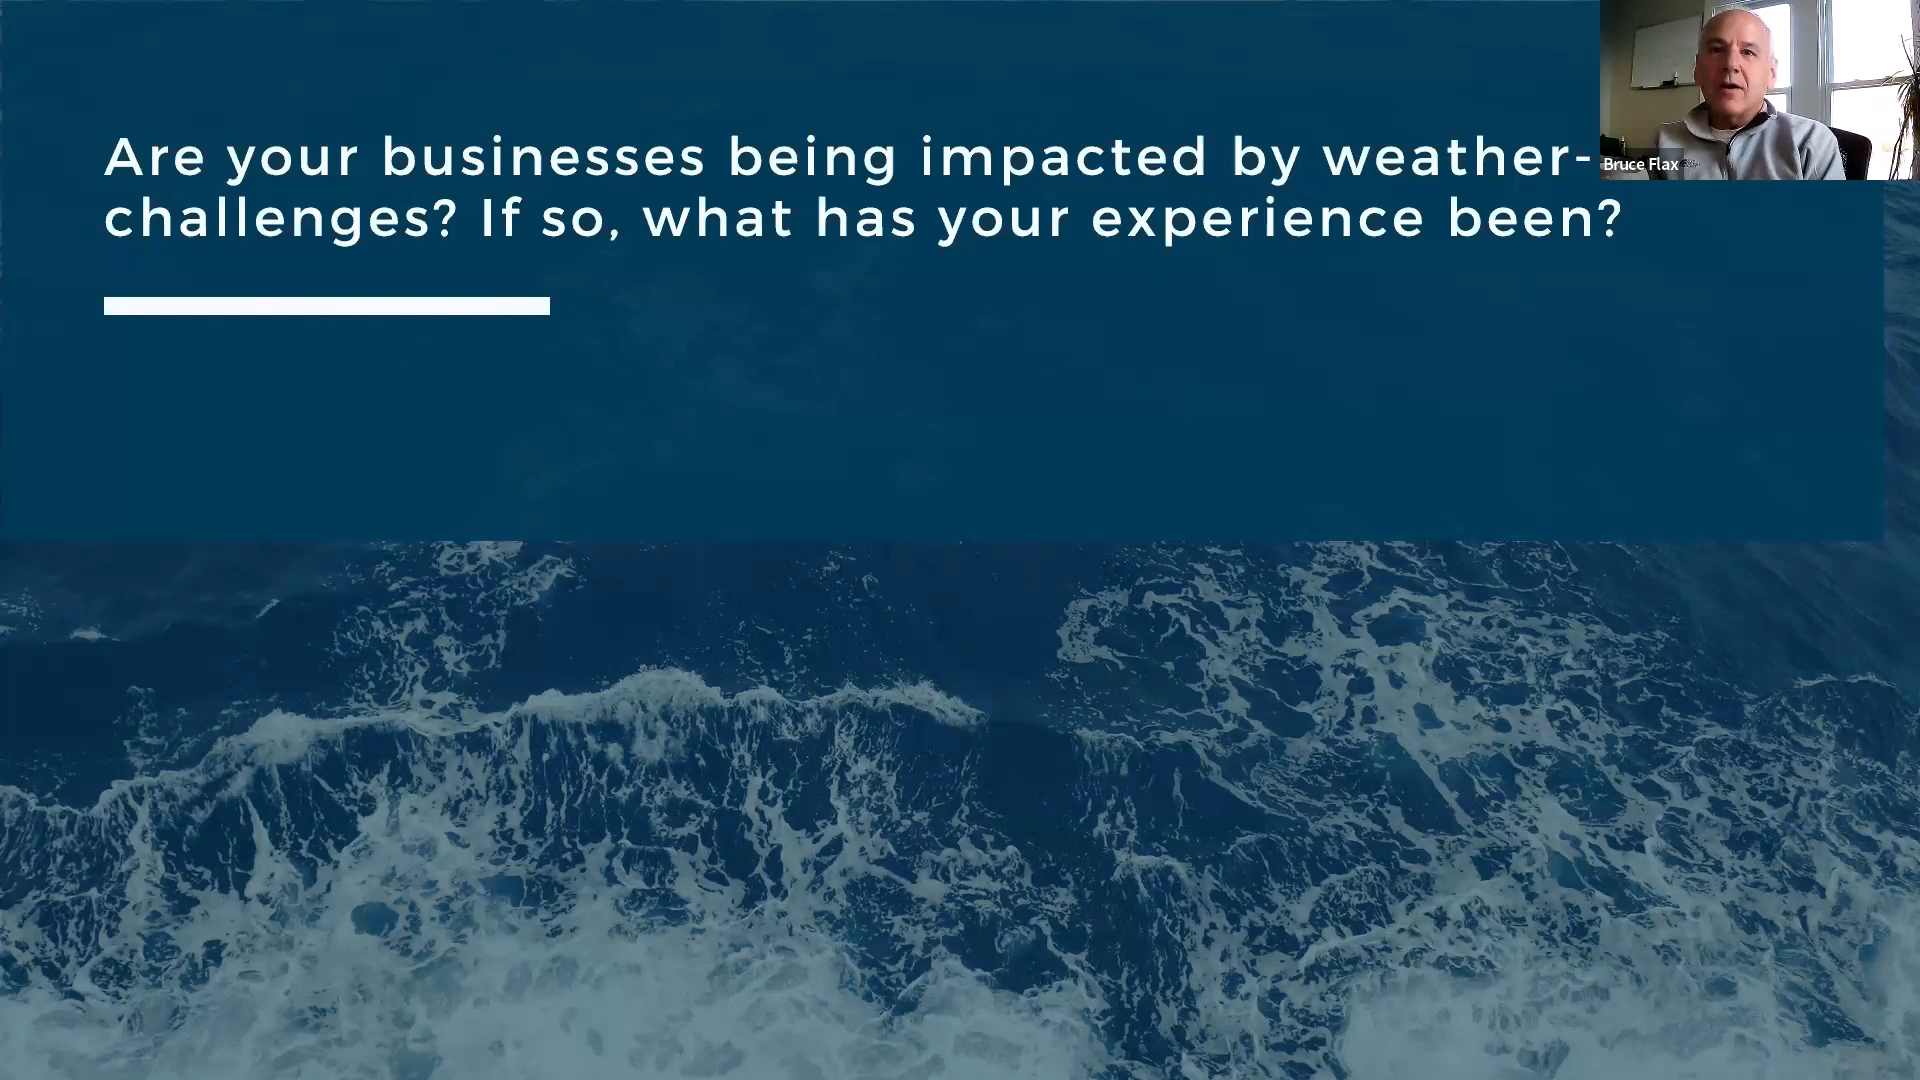 Are your businesses being impacted by weather-
challenges? If so, what has your experience been?
Bruce Flax